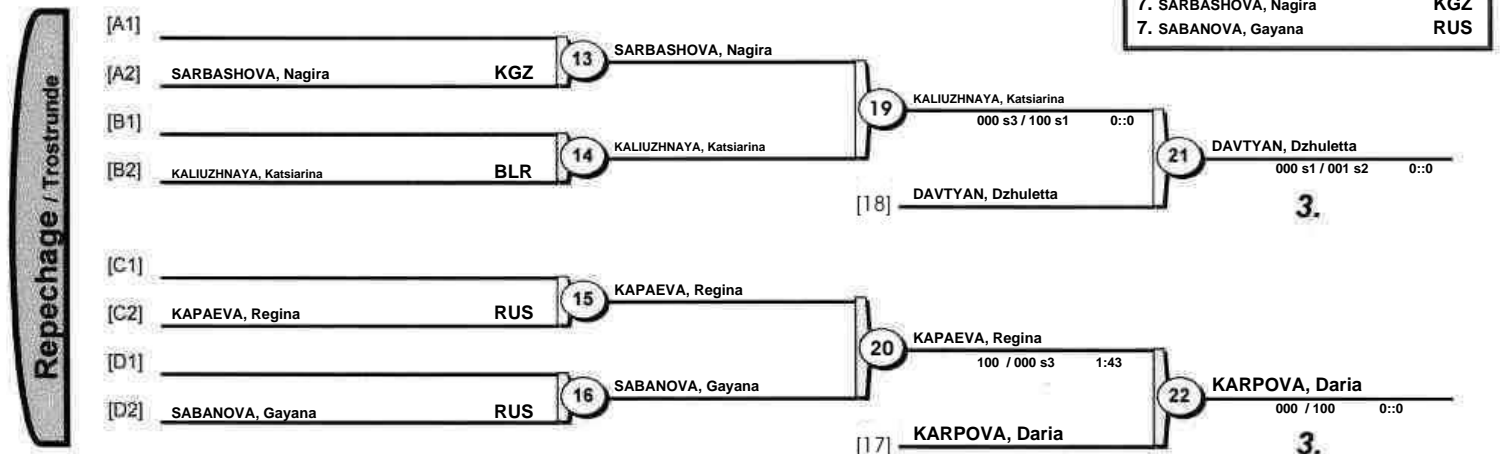 7. SARBASHOVA, Nagira KGZ
7. SABANOVA, Gayana RUS
Repechage / Trostrunde
[A1]
[A2] SARBASHOVA, Nagira KGZ
13 SARBASHOVA, Nagira
[B1]
[B2] KALIUZHNAYA, Katsiarina BLR
14 KALIUZHNAYA, Katsiarina
19 KALIUZHNAYA, Katsiarina
000 s3 / 100 s1 0::0
[18] DAVTYAN, Dzhuletta
21 DAVTYAN, Dzhuletta
000 s1 / 001 s2 0::0
3.
[C1]
[C2] KAPAEVA, Regina RUS
15 KAPAEVA, Regina
[D1]
[D2] SABANOVA, Gayana RUS
16 SABANOVA, Gayana
20 KAPAEVA, Regina
100 / 000 s3 1:43
[17] KARPOVA, Daria
22 KARPOVA, Daria
000 / 100 0::0
3.